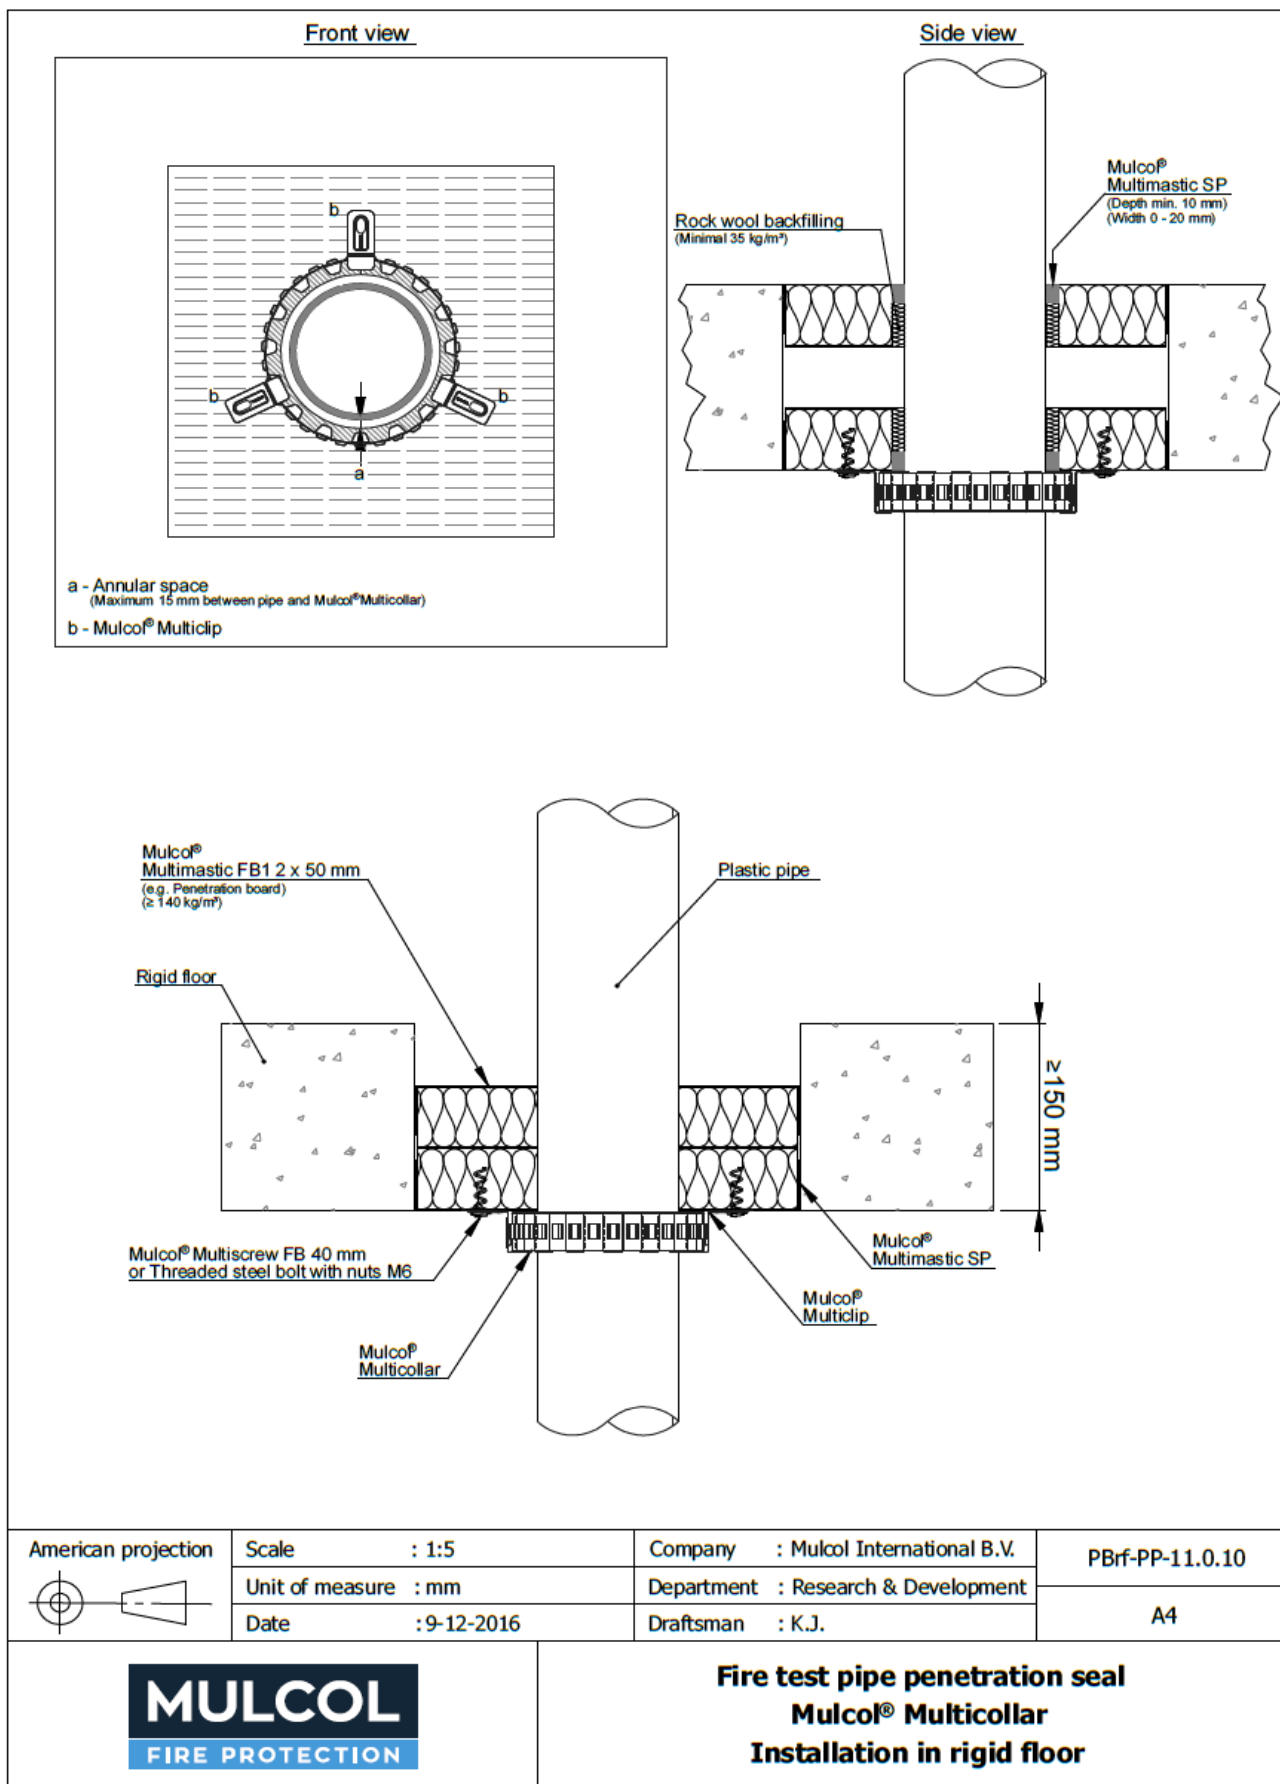 Front view
Side view
b
b
b
a
a - Annular space
(Maximum 15 mm between pipe and Mulcol® Multicollar)
b - Mulcol® Multiclip
Rock wool backfilling
(Minimal 35 kg/m³)
Mulcol®
Multimastic SP
(Depth min. 10 mm)
(Width 0 - 20 mm)
Mulcol®
Multimastic FB1 2 x 50 mm
(e.g. Penetration board)
(≥ 140 kg/m³)
Plastic pipe
Rigid floor
≥150 mm
Mulcol® Multiscrew FB 40 mm
or Threaded steel bolt with nuts M6
Mulcol®
Multimastic SP
Mulcol®
Multiclip
Mulcol®
Multicollar
American projection
Scale : 1:5
Unit of measure : mm
Date : 9-12-2016
Company : Mulcol International B.V.
Department : Research & Development
Draftsman : K.J.
PBrf-PP-11.0.10
A4
MULCOL
FIRE PROTECTION
Fire test pipe penetration seal
Mulcol® Multicollar
Installation in rigid floor